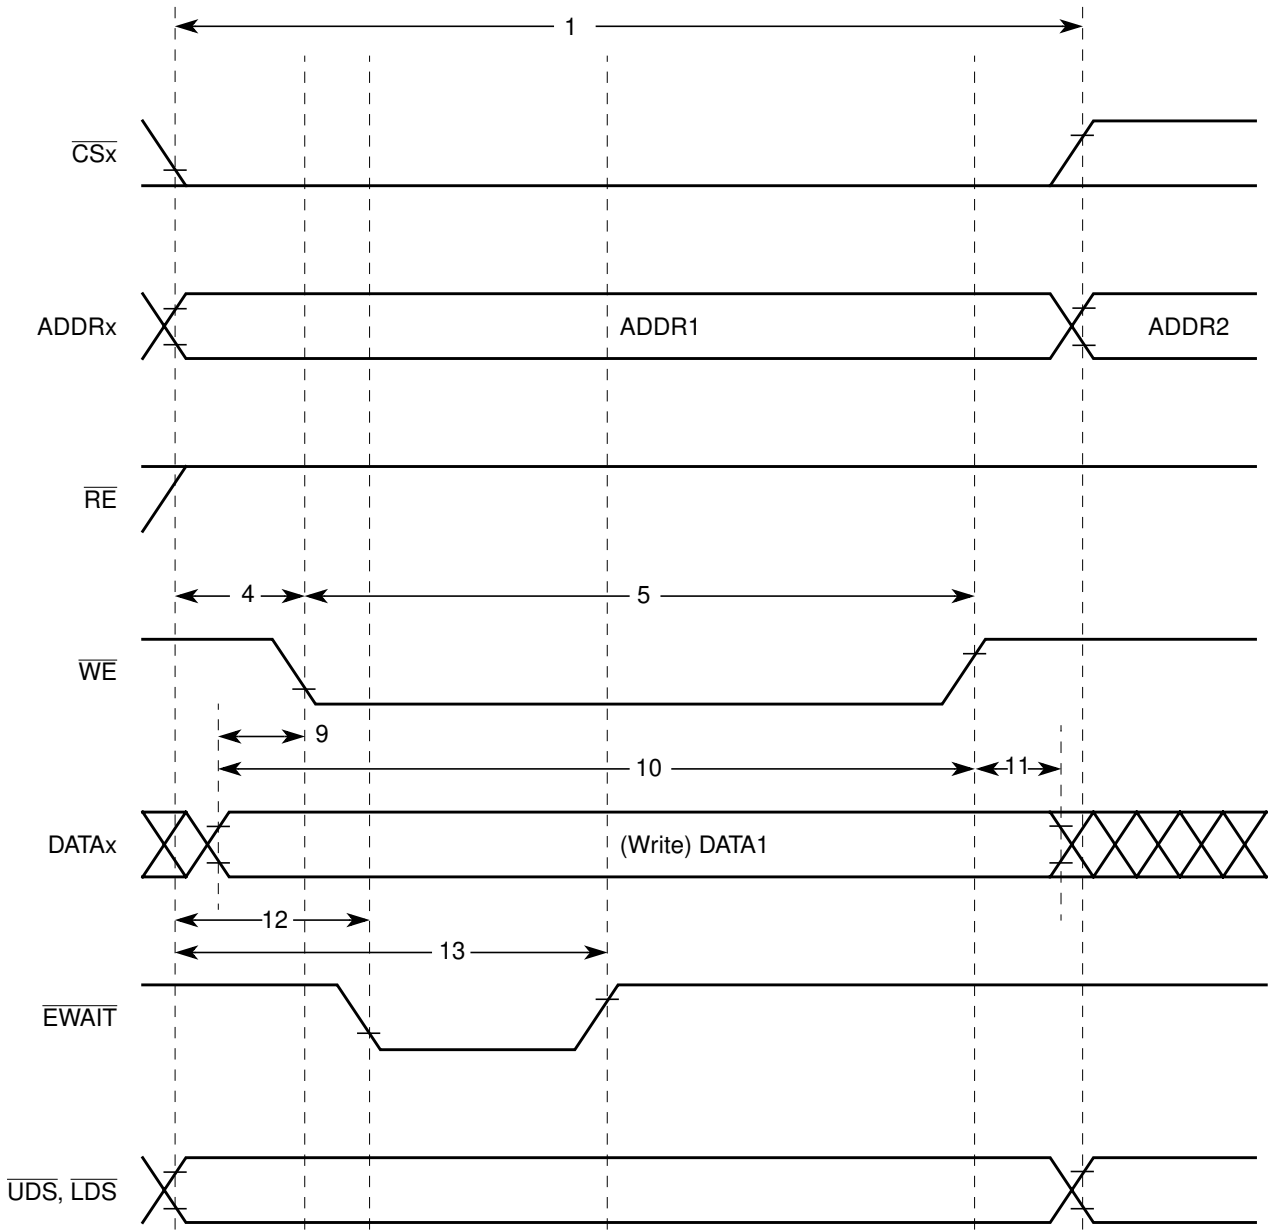 1
CSx
ADDRx
ADDR1
ADDR2
RE
4
5
WE
9
10
11
DATAx
(Write) DATA1
12
13
EWAIT
UDS, LDS